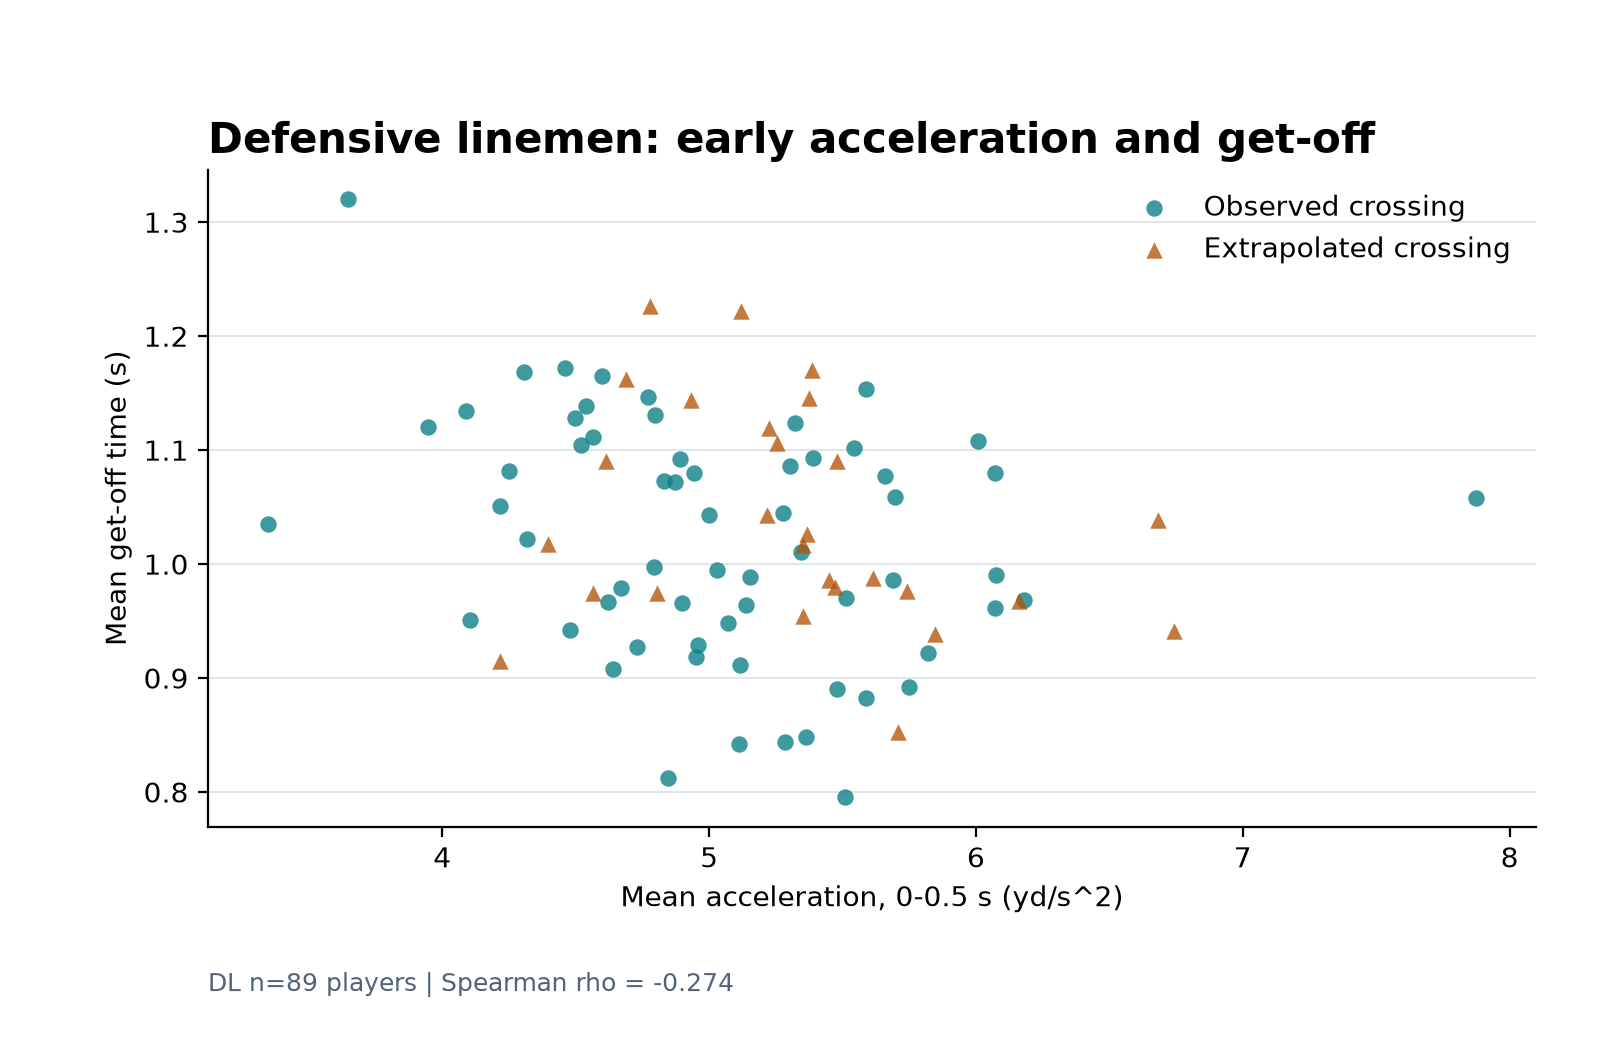 Defensive linemen: early acceleration and get-off
Observed crossing
Extrapolated crossing
1.3
1.2
1.1
1.0
0.9
0.8
Mean get-off time (s)
4 5 6 7 8
Mean acceleration, 0-0.5 s (yd/s^2)
DL n=89 players | Spearman rho = -0.274